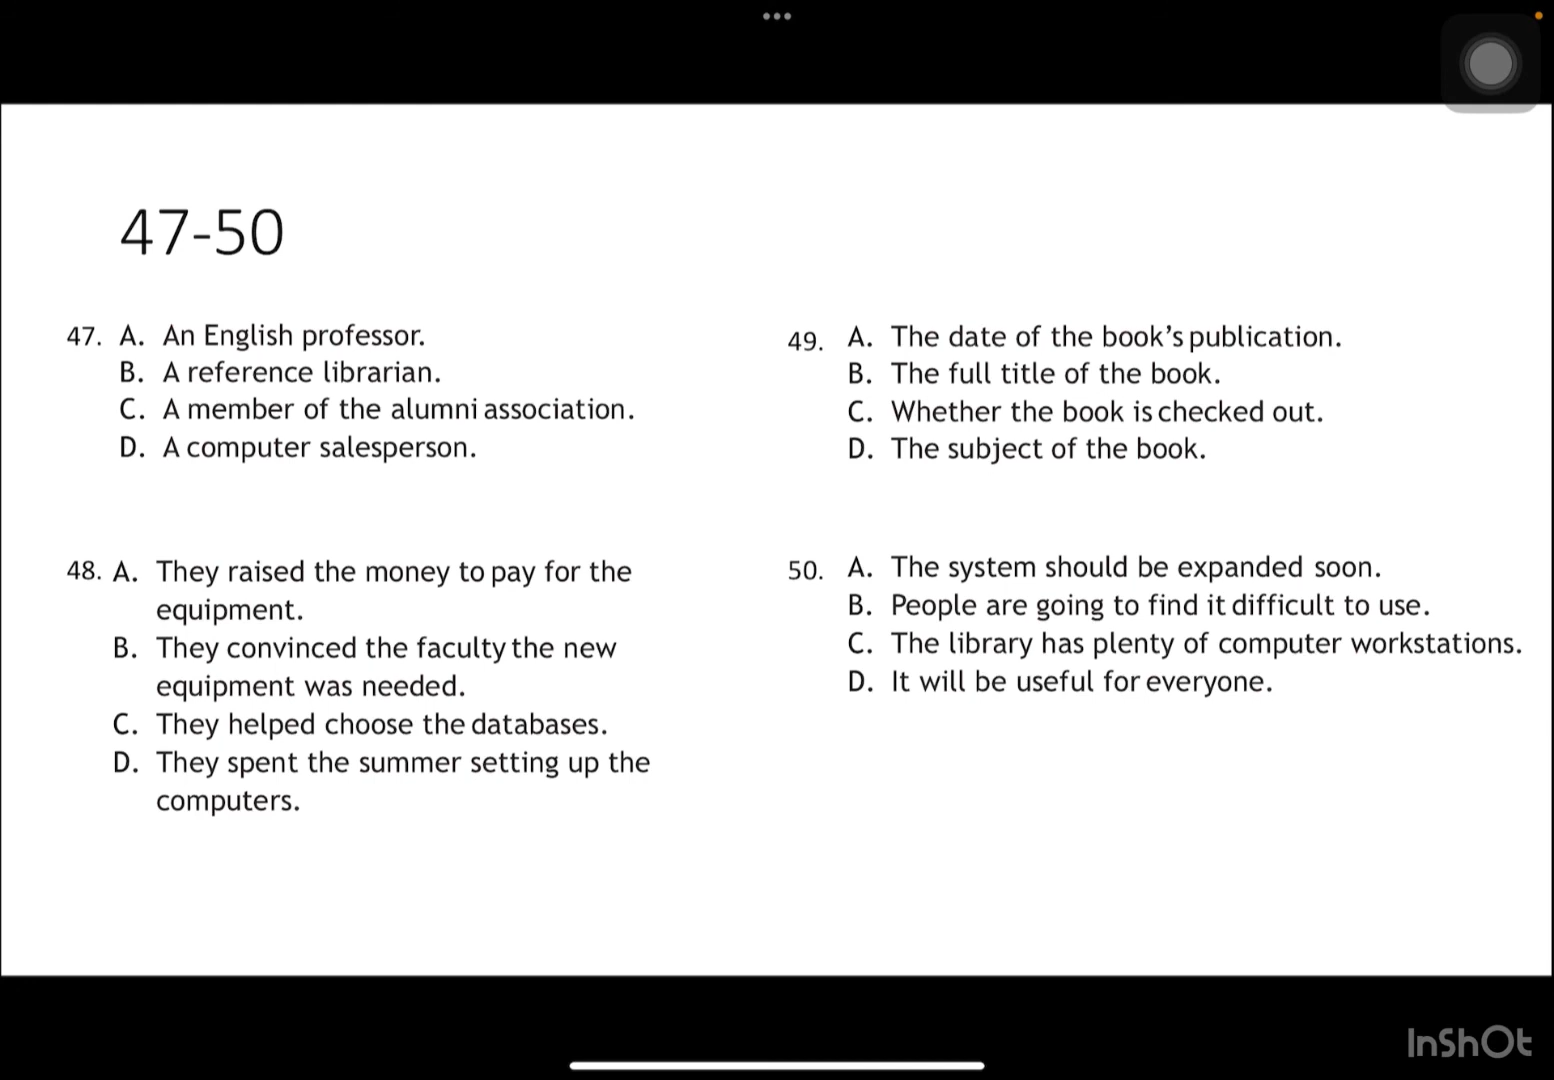 47-50
47. A. An English professor.
B. A reference librarian.
C. A member of the alumni association.
D. A computer salesperson.
48. A. They raised the money to pay for the
equipment.
B. They convinced the faculty the new
equipment was needed.
C. They helped choose the databases.
D. They spent the summer setting up the
computers.
49. A. The date of the book's publication.
B. The full title of the book.
C. Whether the book is checked out.
D. The subject of the book.
50. A. The system should be expanded soon.
B. People are going to find it difficult to use.
C. The library has plenty of computer workstations.
D. It will be useful for everyone.
InShOt